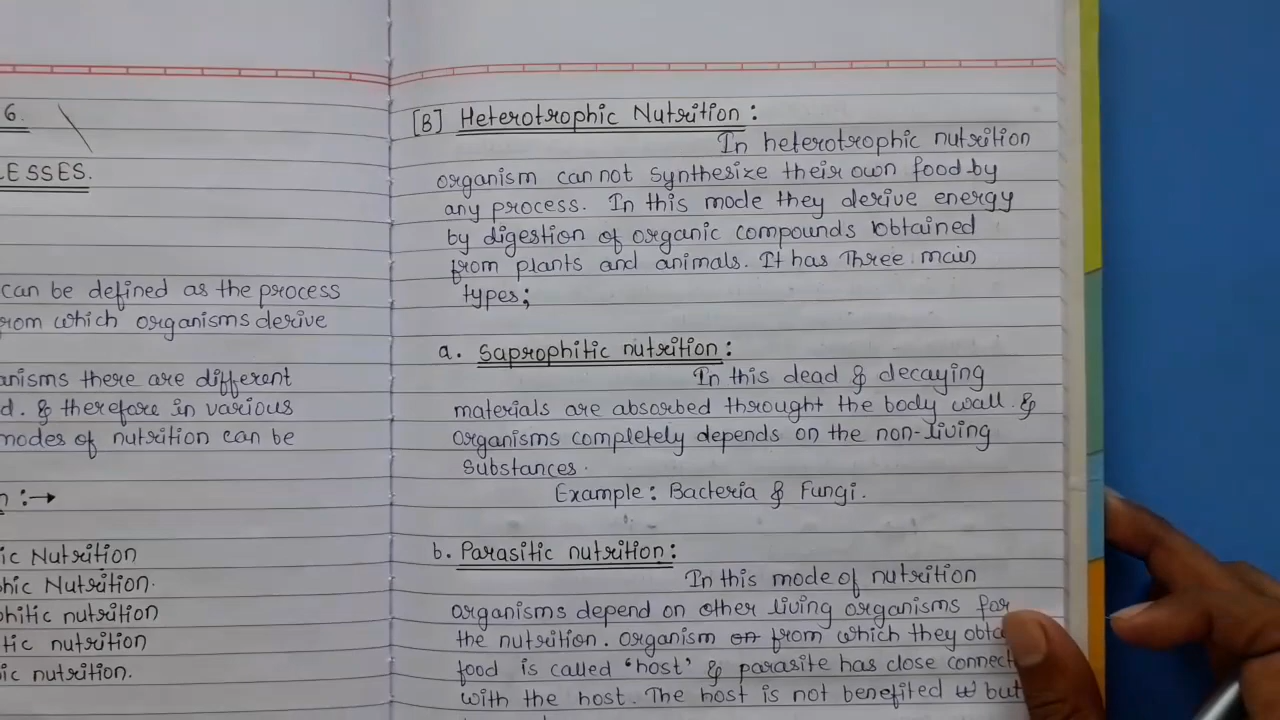 6.
LESSES.
can be defined as the process
rom which organisms derive
anisms there are different
d. & therefore in various
modes of nutrition can be
n :→
ic Nutrition
phic Nutrition.
phitic nutrition
tic nutrition
ic nutrition.
[B] Heterotrophic Nutrition :
In heterotrophic nutrition
organism can not synthesize their own food by
any process. In this mode they derive energy
by digestion of organic compounds obtained
from plants and animals. It has Three main
types;
a. Saprophitic nutrition :
In this dead & decaying
materials are absorbed throught the body wall. &
organisms completely depends on the non-living
substances.
Example : Bacteria & Fungi.
b. Parasitic nutrition :
In this mode of nutrition
organisms depend on other living organisms for
the nutrition. organism on from which they obta
food is called 'host' & parasite has close connect
with the host. The host is not benefited but